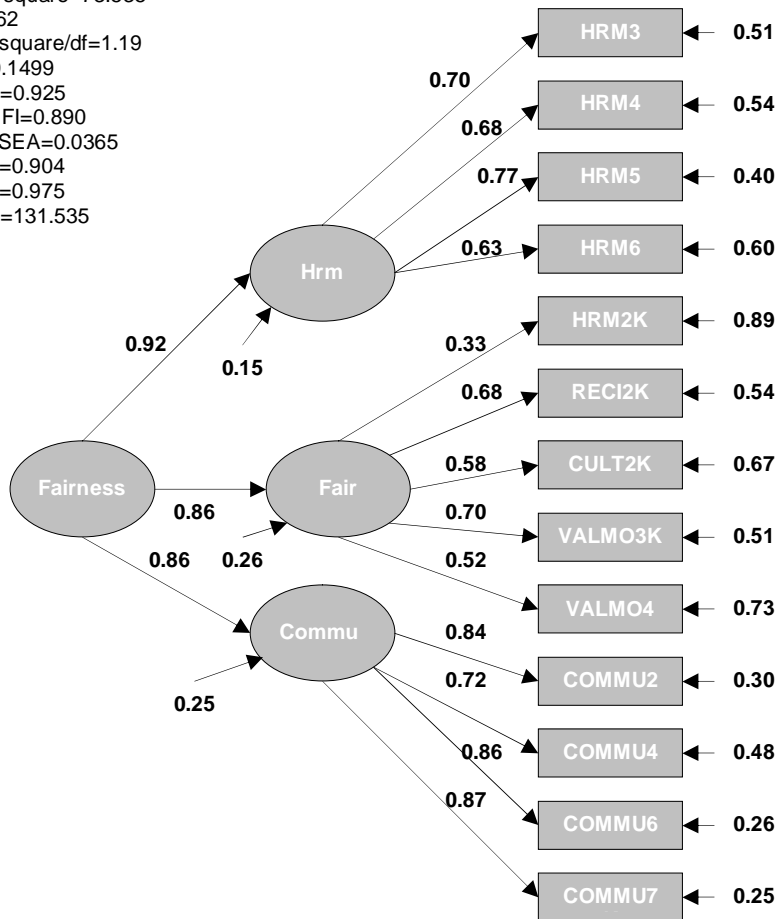 62
square/df=1.19
.1499
=0.925
FI=0.890
SEA=0.0365
=0.904
=0.975
=131.535
HRM3
0.51
0.70
HRM4
0.54
0.68
HRM5
0.40
0.77
Hrm
HRM6
0.60
0.63
HRM2K
0.89
0.92
0.33
0.15
RECI2K
0.54
0.68
CULT2K
0.67
Fairness
Fair
0.58
0.86
0.70
VALMO3K
0.51
0.86
0.26
0.52
VALMO4
0.73
Commu
0.84
COMMU2
0.30
0.72
0.25
COMMU4
0.48
0.86
0.87
COMMU6
0.26
COMMU7
0.25